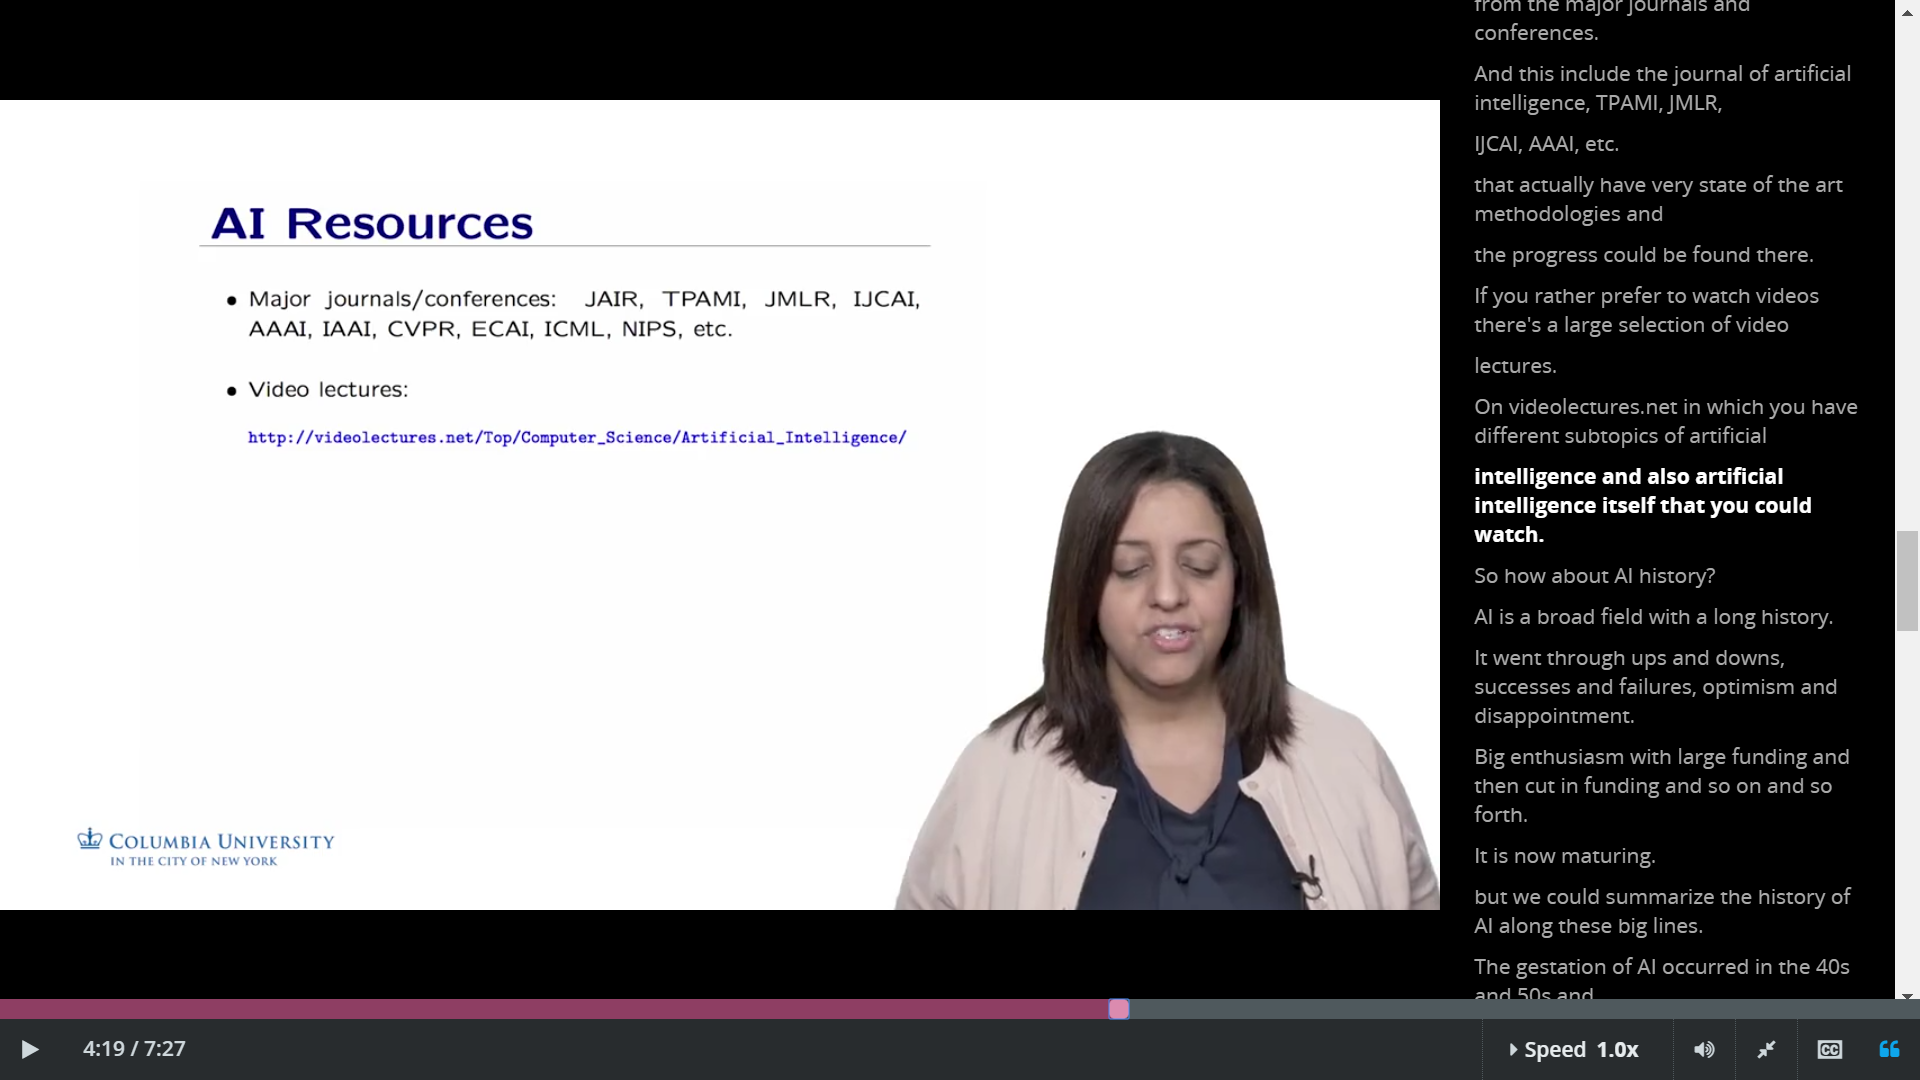 AI Resources
• Major journals/conferences: JAIR, TPAMI, JMLR, IJCAI,
AAAI, IAAI, CVPR, ECAI, ICML, NIPS, etc.
• Video lectures:
http://videolectures.net/Top/Computer_Science/Artificial_Intelligence/
COLUMBIA UNIVERSITY
IN THE CITY OF NEW YORK
from the major journals and
conferences.
And this include the journal of artificial
intelligence, TPAMI, JMLR,
IJCAI, AAAI, etc.
that actually have very state of the art
methodologies and
the progress could be found there.
If you rather prefer to watch videos
there's a large selection of video
lectures.
On videolectures.net in which you have
different subtopics of artificial
intelligence and also artificial
intelligence itself that you could
watch.
So how about AI history?
AI is a broad field with a long history.
It went through ups and downs,
successes and failures, optimism and
disappointment.
Big enthusiasm with large funding and
then cut in funding and so on and so
forth.
It is now maturing.
but we could summarize the history of
AI along these big lines.
The gestation of AI occurred in the 40s
and 50s and
4:19 / 7:27
Speed 1.0x
CC